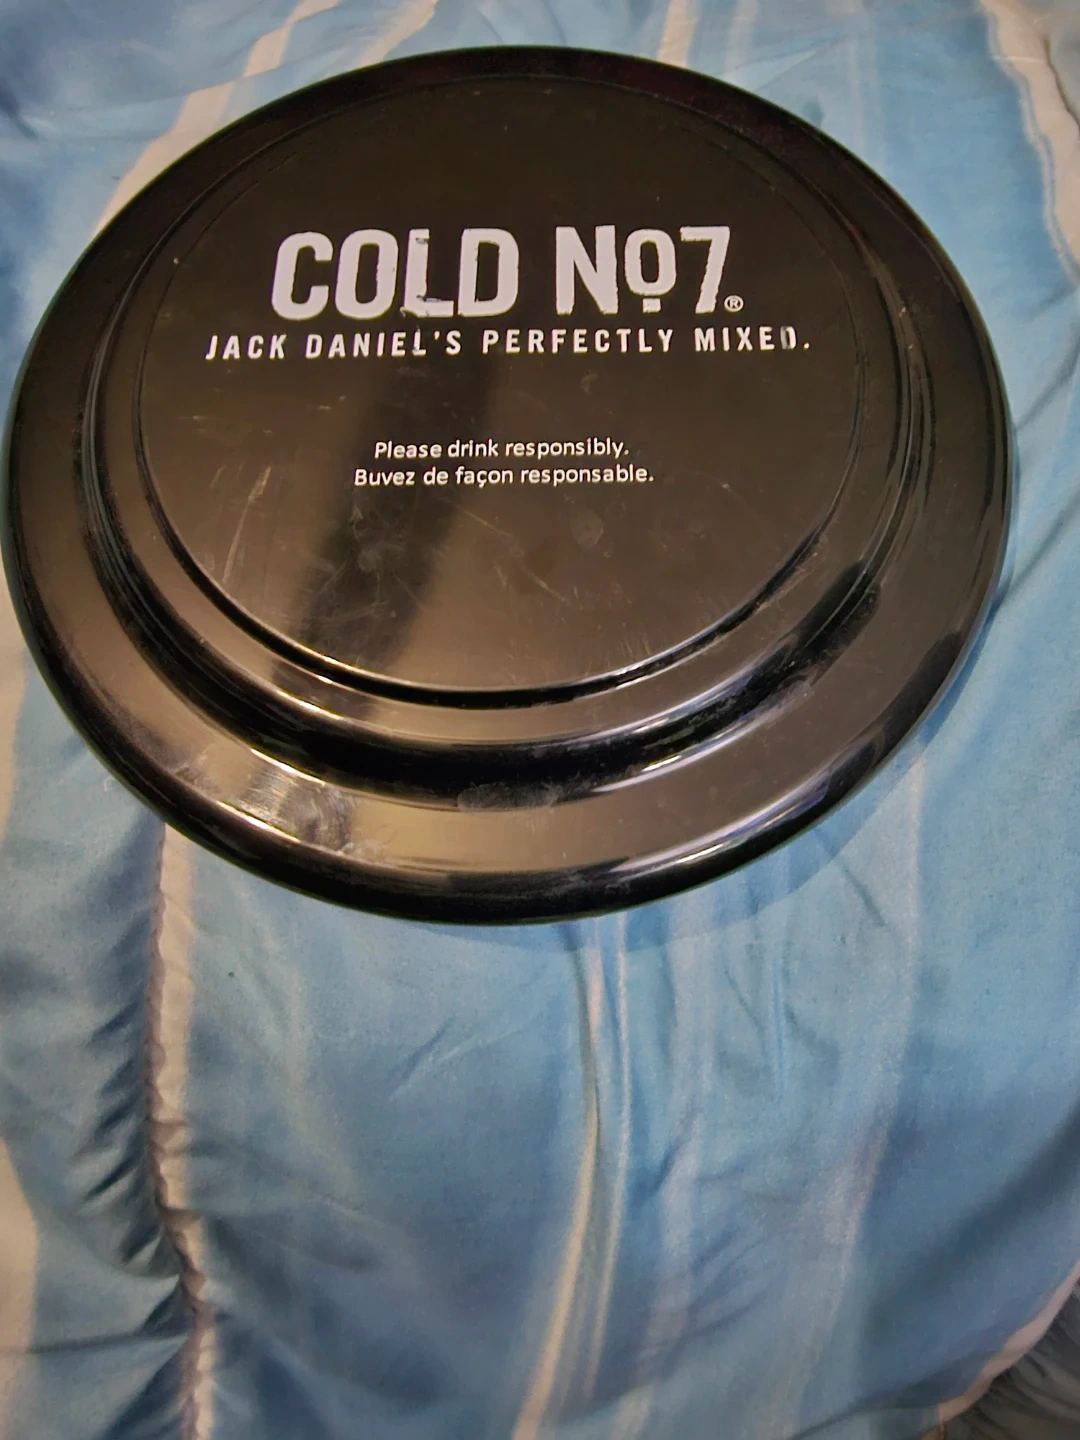 COLD Nº7®
JACK DANIEL'S PERFECTLY MIXED.
Please drink responsibly.
Buvez de façon responsable.